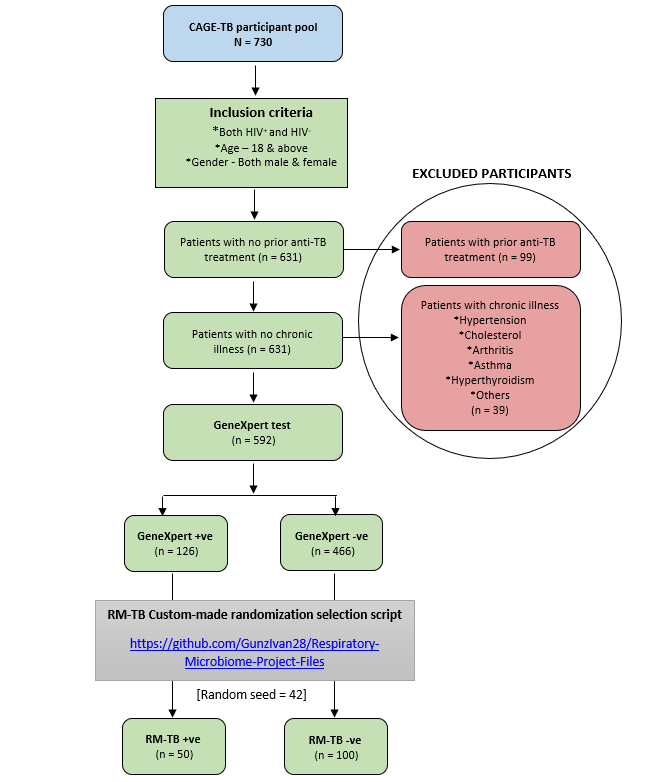 CAGE-TB participant pool
N = 730
Inclusion criteria
*Both HIV⁺ and HIV⁻
*Age – 18 & above
*Gender - Both male & female
EXCLUDED PARTICIPANTS
Patients with no prior anti-TB
treatment (n = 631)
Patients with prior anti-TB
treatment (n = 99)
Patients with no chronic
illness (n = 631)
Patients with chronic illness
*Hypertension
*Cholesterol
*Arthritis
*Asthma
*Hyperthyroidism
*Others
(n = 39)
GeneXpert test
(n = 592)
GeneXpert +ve
(n = 126)
GeneXpert -ve
(n = 466)
RM-TB Custom-made randomization selection script
https://github.com/GunzIvan28/Respiratory-
Microbiome-Project-Files
[Random seed = 42]
RM-TB +ve
(n = 50)
RM-TB -ve
(n = 100)